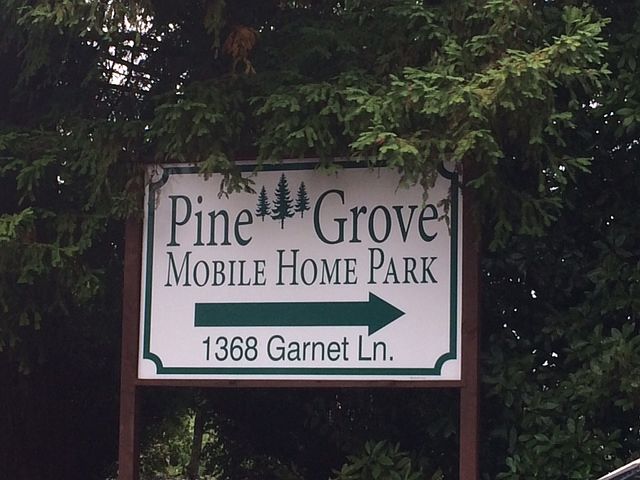 Pine Grove
MOBILE HOME PARK
1368 Garnet Ln.